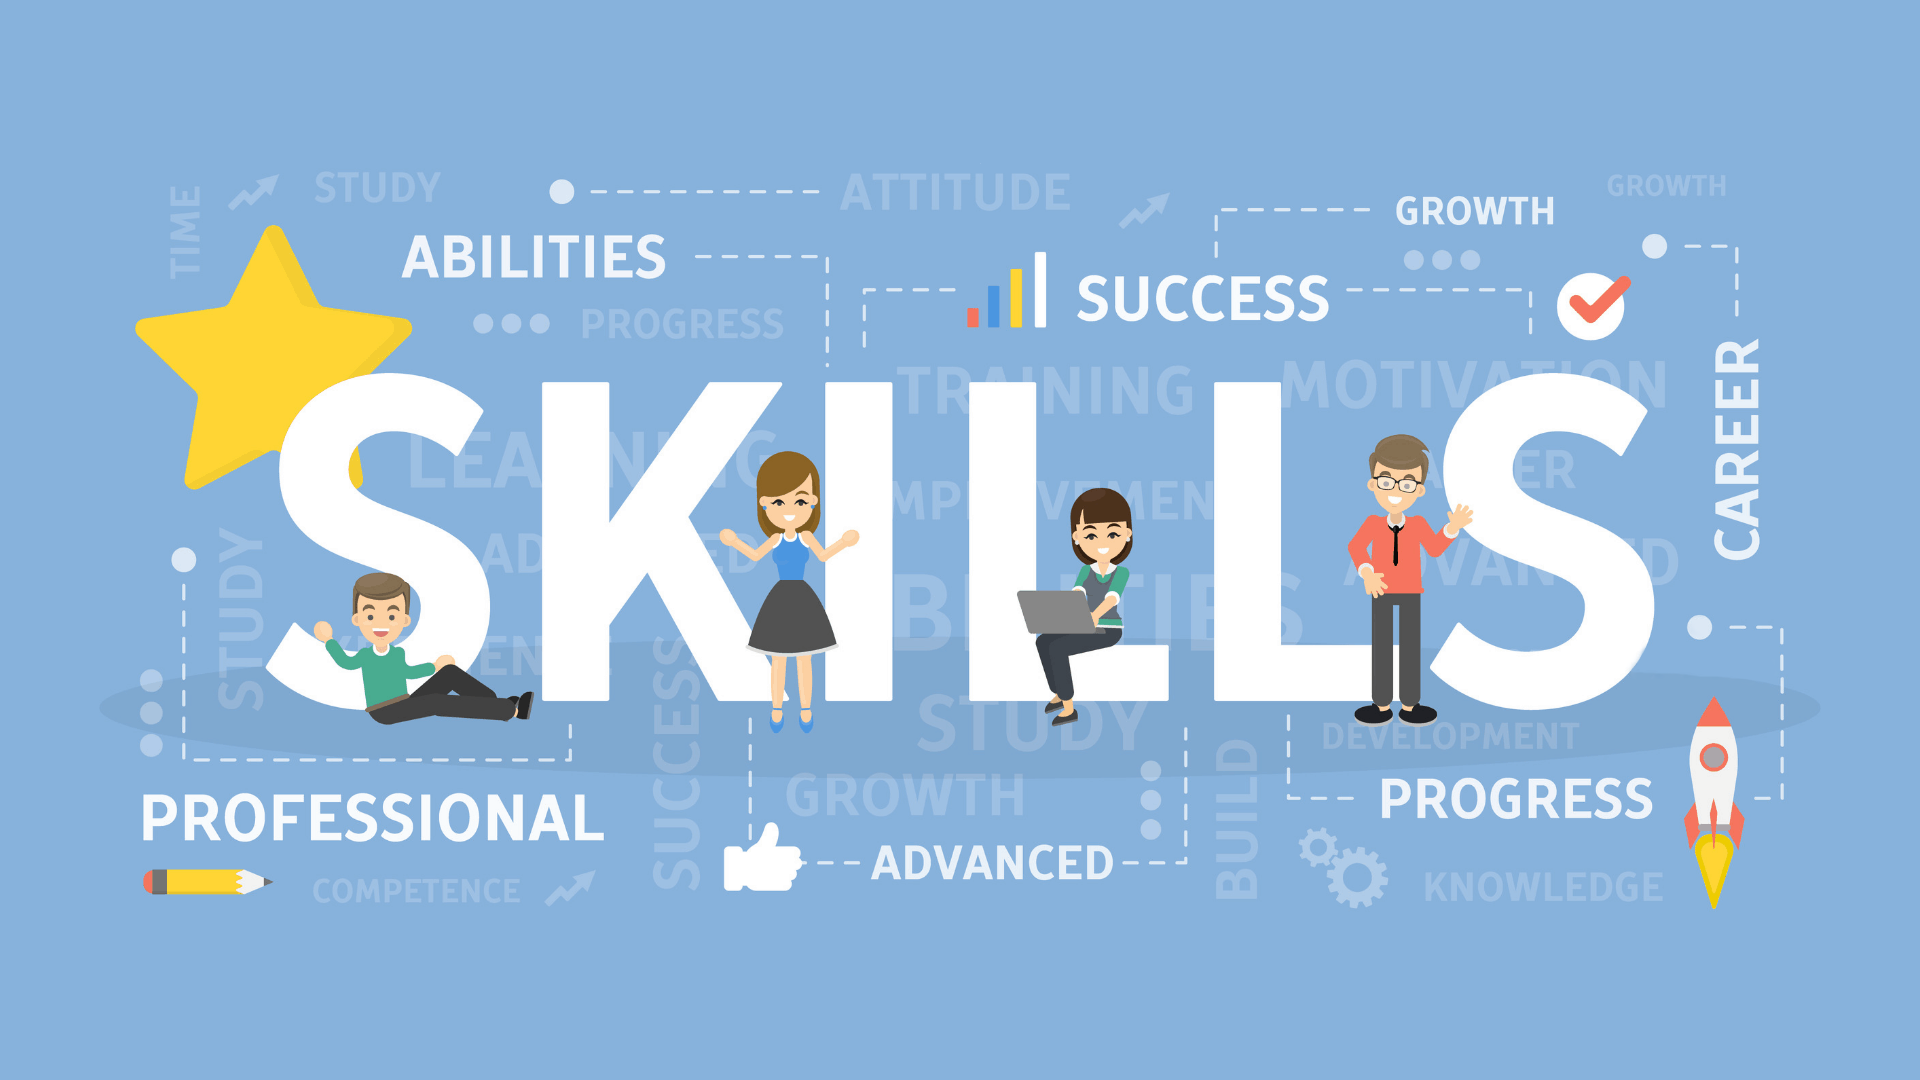 TIME
STUDY
ATTITUDE
GROWTH
GROWTH
ABILITIES
SUCCESS
PROGRESS
CAREER
TRAINING
MOTIVATION
SKILLS
LEARNING
STUDY
SUCCESS
STUDY
DEVELOPMENT
BUILD
GROWTH
PROGRESS
PROFESSIONAL
ADVANCED
COMPETENCE
KNOWLEDGE